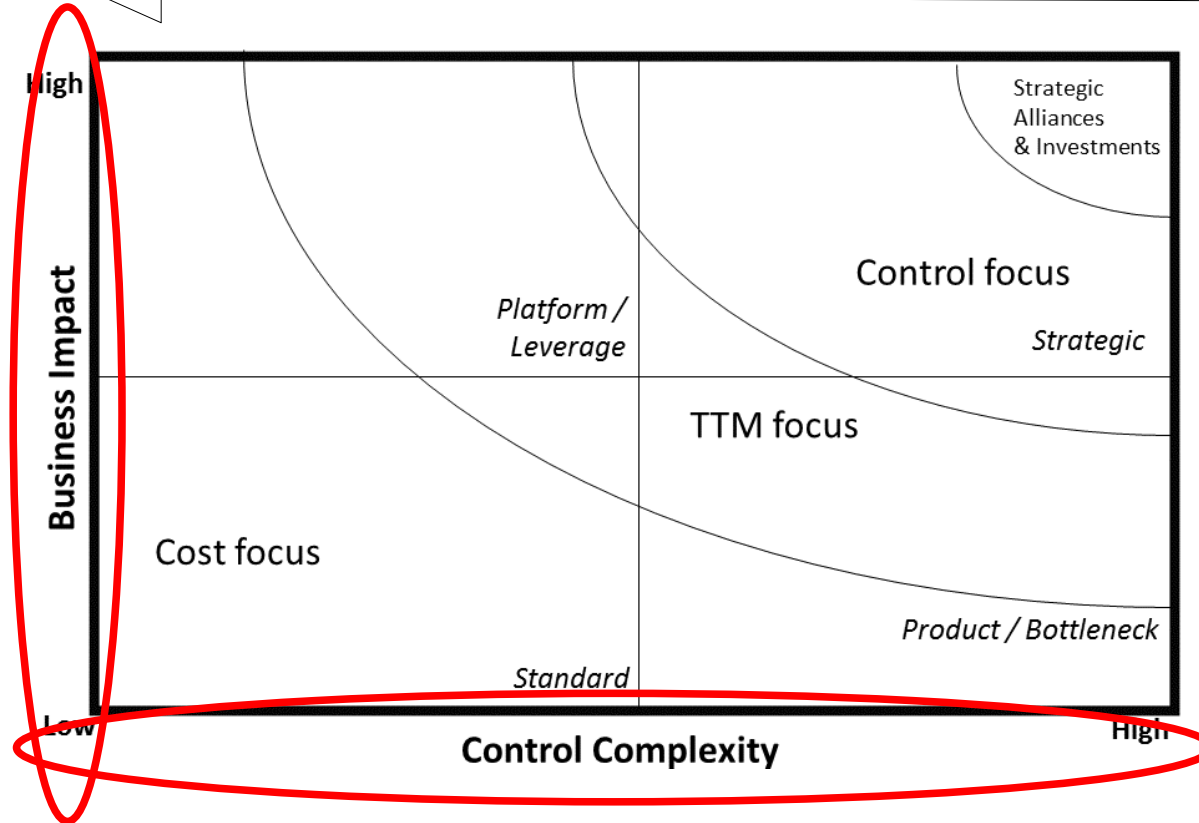 High
Strategic
Alliances
& Investments
Control focus
Platform /
Leverage
Strategic
Business Impact
TTM focus
Cost focus
Product / Bottleneck
Standard
Low
High
Control Complexity